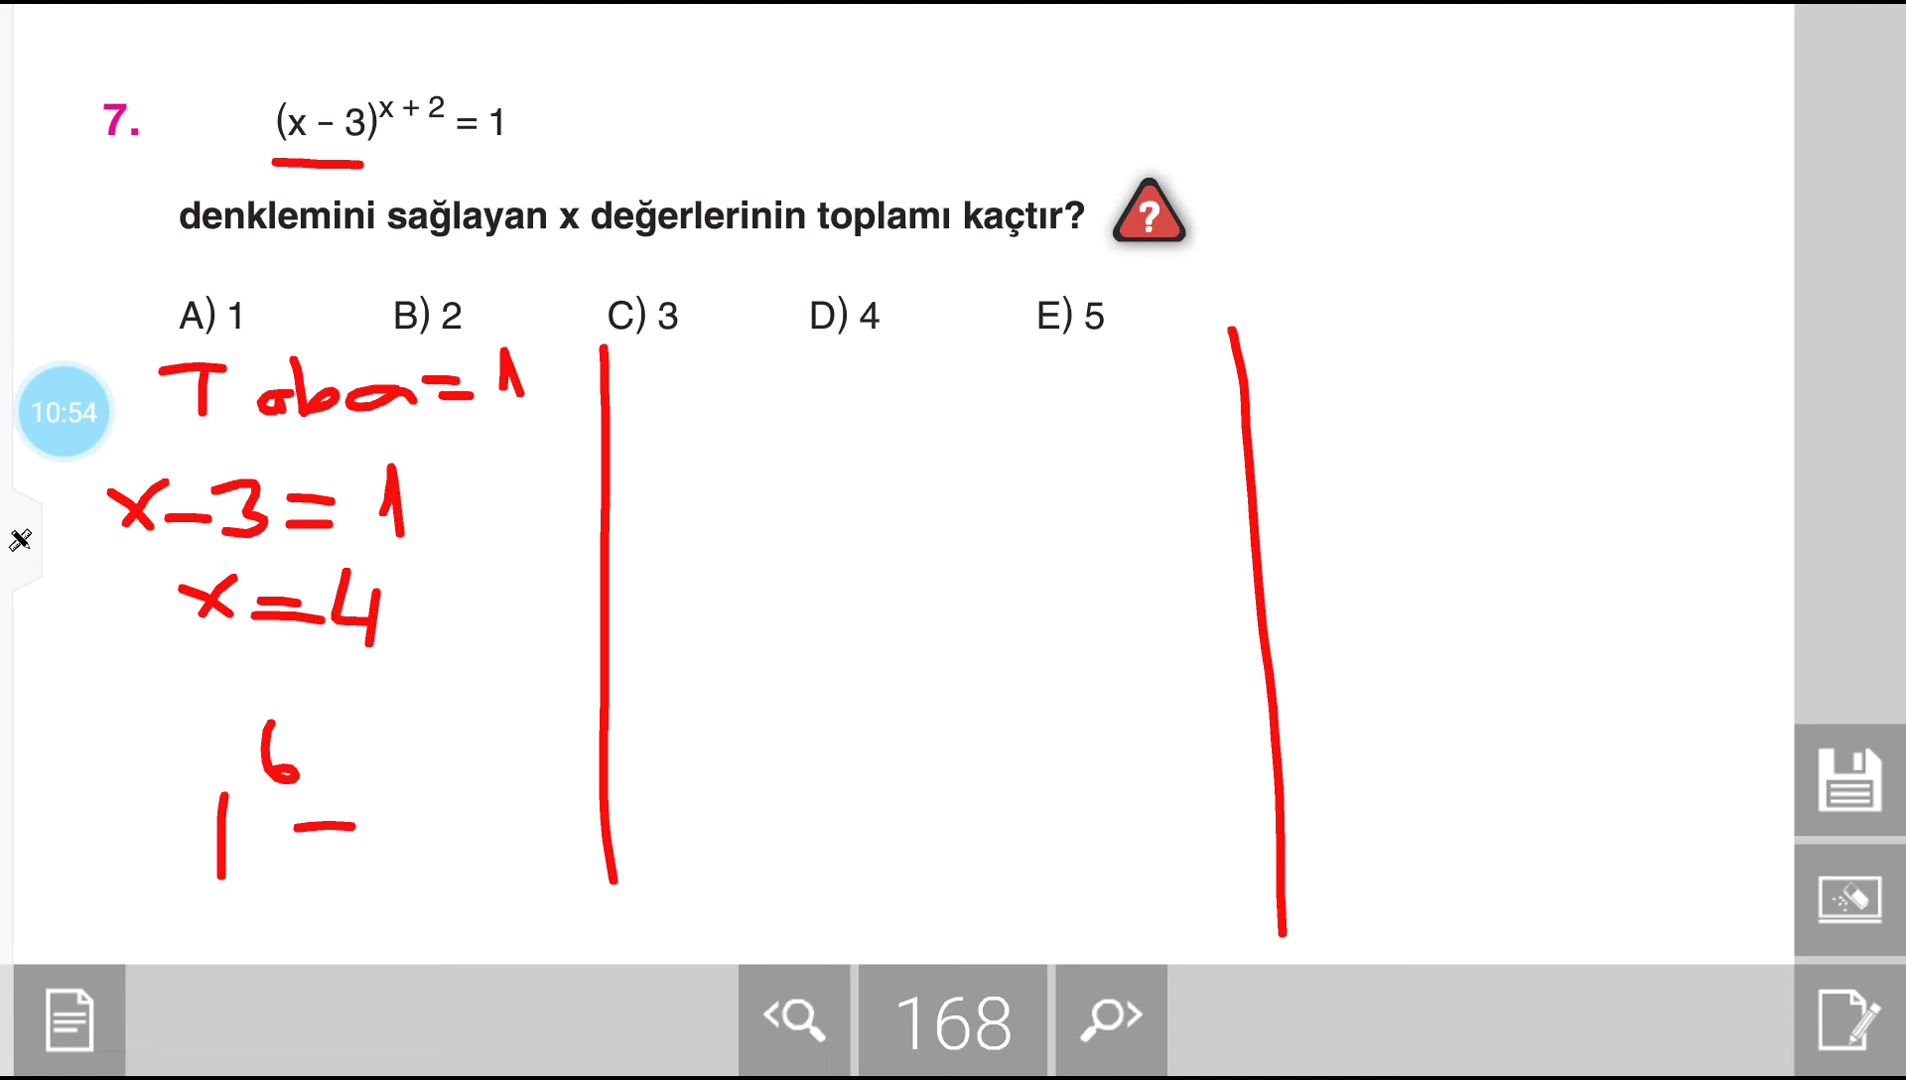 7. (x – 3)^(x + 2) = 1
denklemini sağlayan x değerlerinin toplamı kaçtır? ?
A) 1 B) 2 C) 3 D) 4 E) 5
Taban=1
x-3=1
x=4
1^6 -
10:54
168